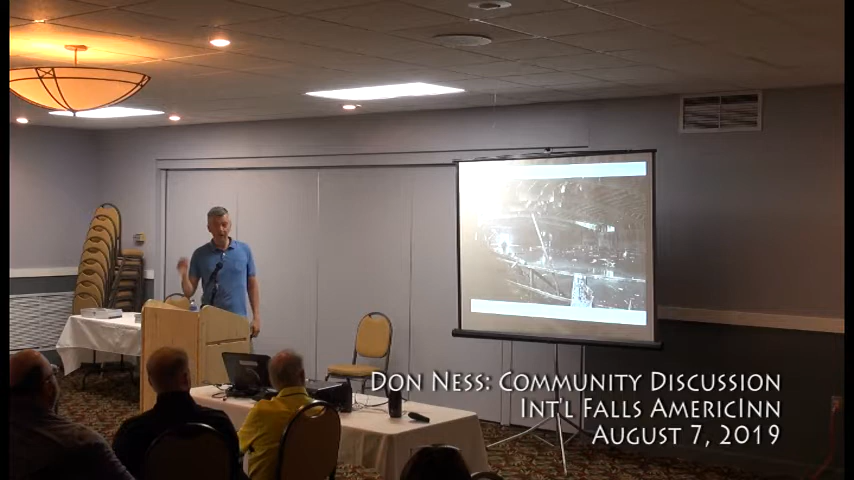 Don Ness: Community Discussion
Int'l Falls AmericInn
August 7, 2019